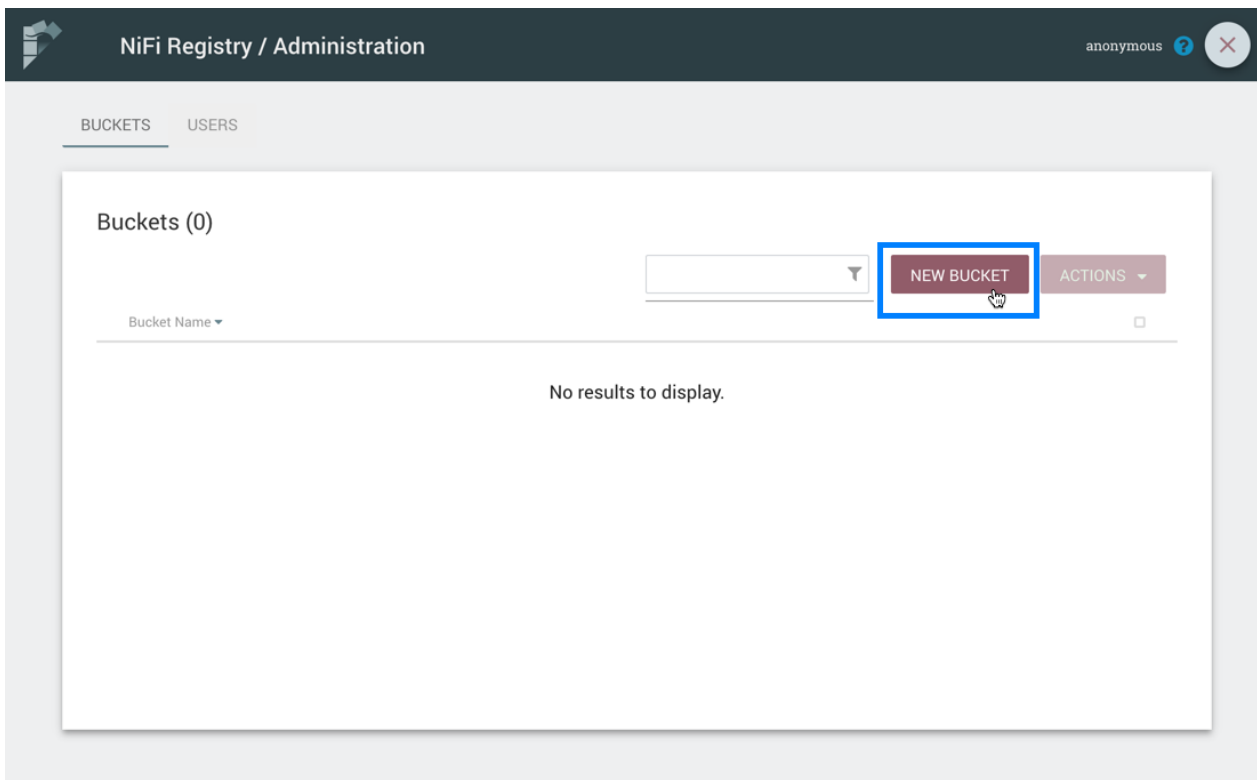 NiFi Registry / Administration
anonymous
BUCKETS USERS
Buckets (0)
NEW BUCKET ACTIONS
Bucket Name
No results to display.